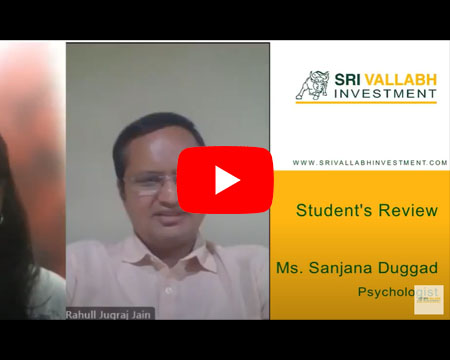 SRI VALLABH
INVESTMENT
WWW.SRIVALLABHINVESTMENT.COM
Student's Review
Ms. Sanjana Duggad
Psychologist
Rahull Jugraj Jain